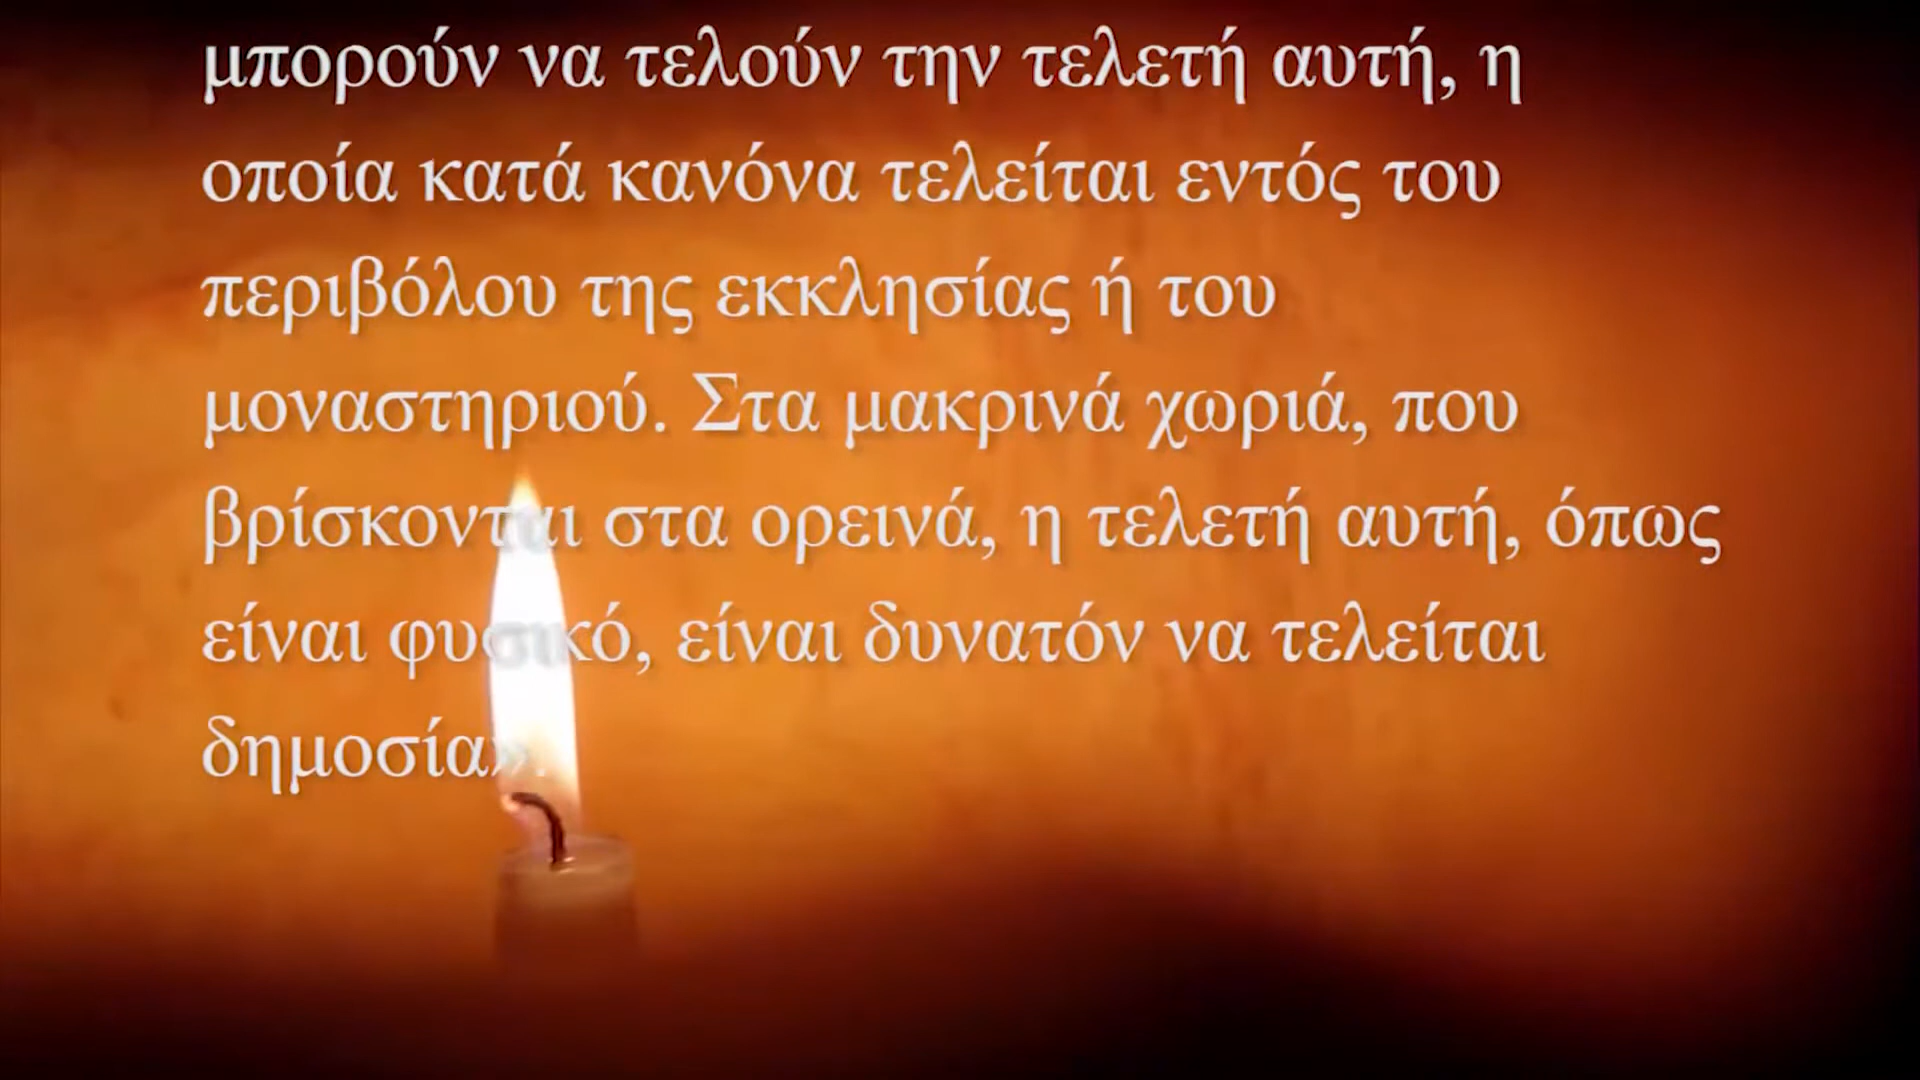 μπορούν να τελούν την τελετή αυτή, η
οποία κατά κανόνα τελείται εντός του
περιβόλου της εκκλησίας ή του
μοναστηριού. Στα μακρινά χωριά, που
βρίσκονται στα ορεινά, η τελετή αυτή, όπως
είναι φυσικό, είναι δυνατόν να τελείται
δημοσία».